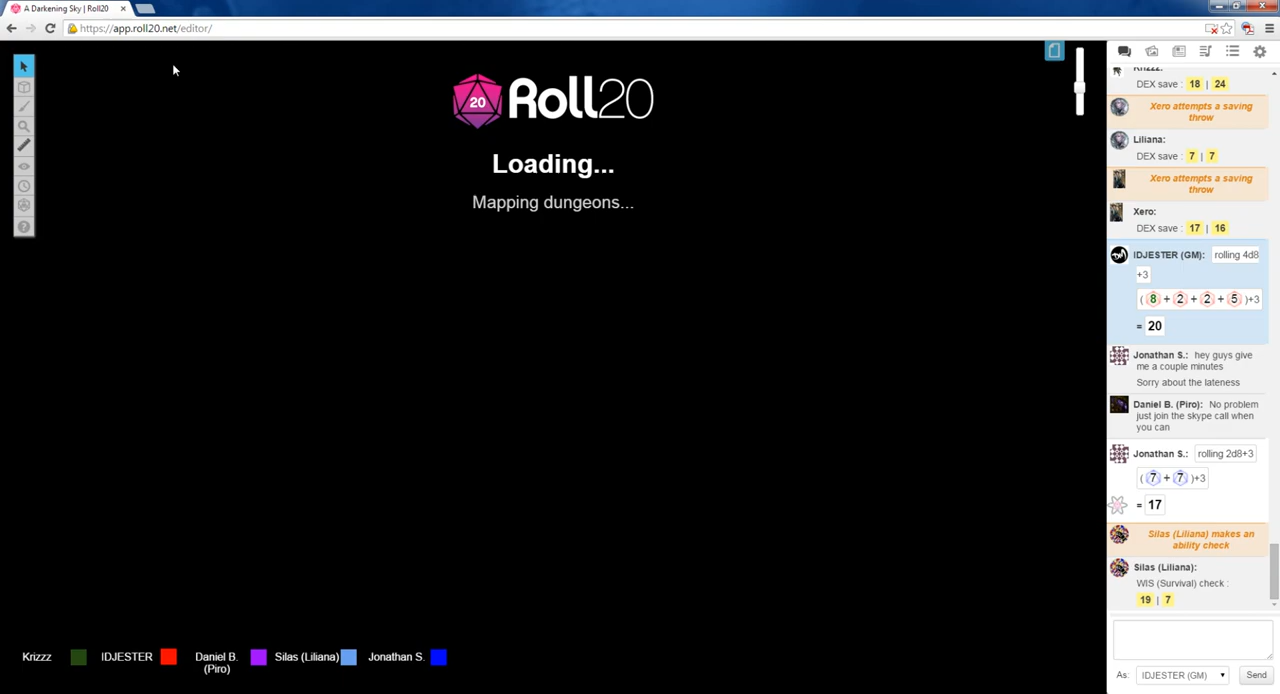 A Darkening Sky | Roll20
https://app.roll20.net/editor/
20
Roll20
Loading...
Mapping dungeons...
Krizzz
IDJESTER
Daniel B.
(Piro)
Silas (Liliana)
Jonathan S.
Krizzz:
DEX save : 18 | 24
Xero attempts a saving
throw
Liliana:
DEX save : 7 | 7
Xero attempts a saving
throw
Xero:
DEX save : 17 | 16
IDJESTER (GM): rolling 4d8
+3
( 8 + 2 + 2 + 5 )+3
= 20
Jonathan S.: hey guys give
me a couple minutes
Sorry about the lateness
Daniel B. (Piro): No problem
just join the skype call when
you can
Jonathan S.: rolling 2d8+3
( 7 + 7 )+3
= 17
Silas (Liliana) makes an
ability check
Silas (Liliana):
WIS (Survival) check :
19 | 7
As: IDJESTER (GM) Send